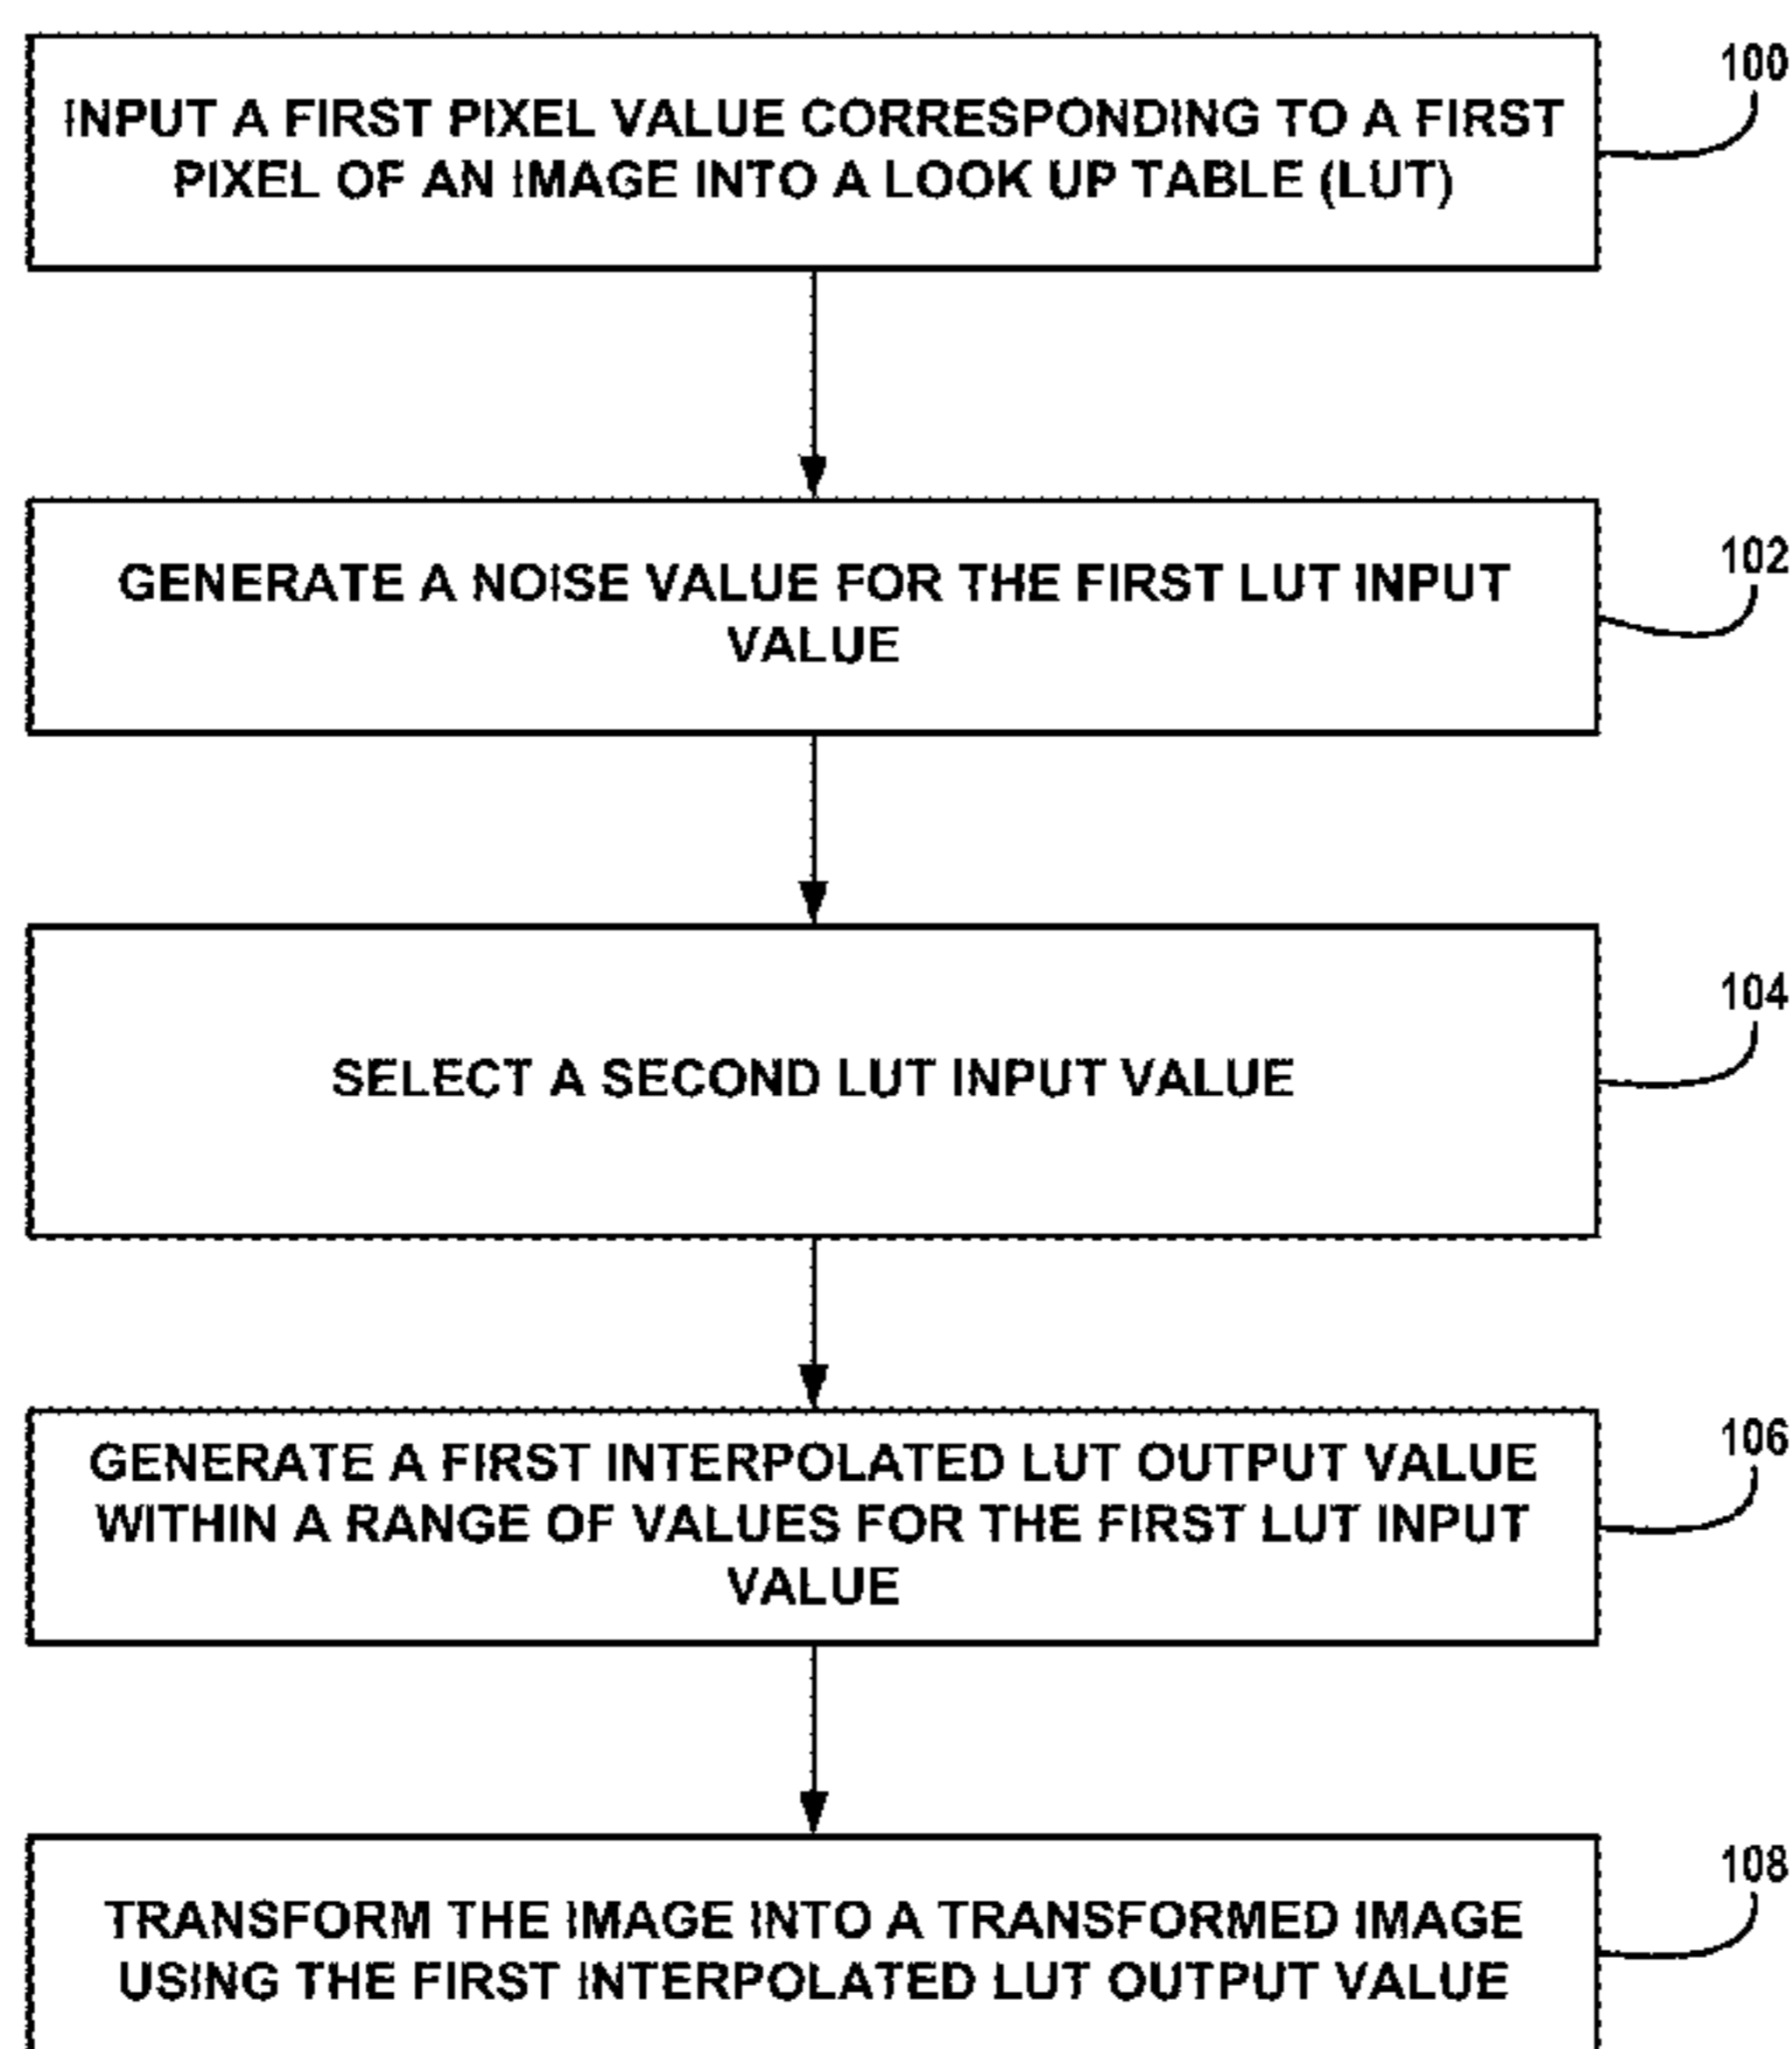 100
INPUT A FIRST PIXEL VALUE CORRESPONDING TO A FIRST
PIXEL OF AN IMAGE INTO A LOOK UP TABLE (LUT)
102
GENERATE A NOISE VALUE FOR THE FIRST LUT INPUT
VALUE
104
SELECT A SECOND LUT INPUT VALUE
106
GENERATE A FIRST INTERPOLATED LUT OUTPUT VALUE
WITHIN A RANGE OF VALUES FOR THE FIRST LUT INPUT
VALUE
108
TRANSFORM THE IMAGE INTO A TRANSFORMED IMAGE
USING THE FIRST INTERPOLATED LUT OUTPUT VALUE